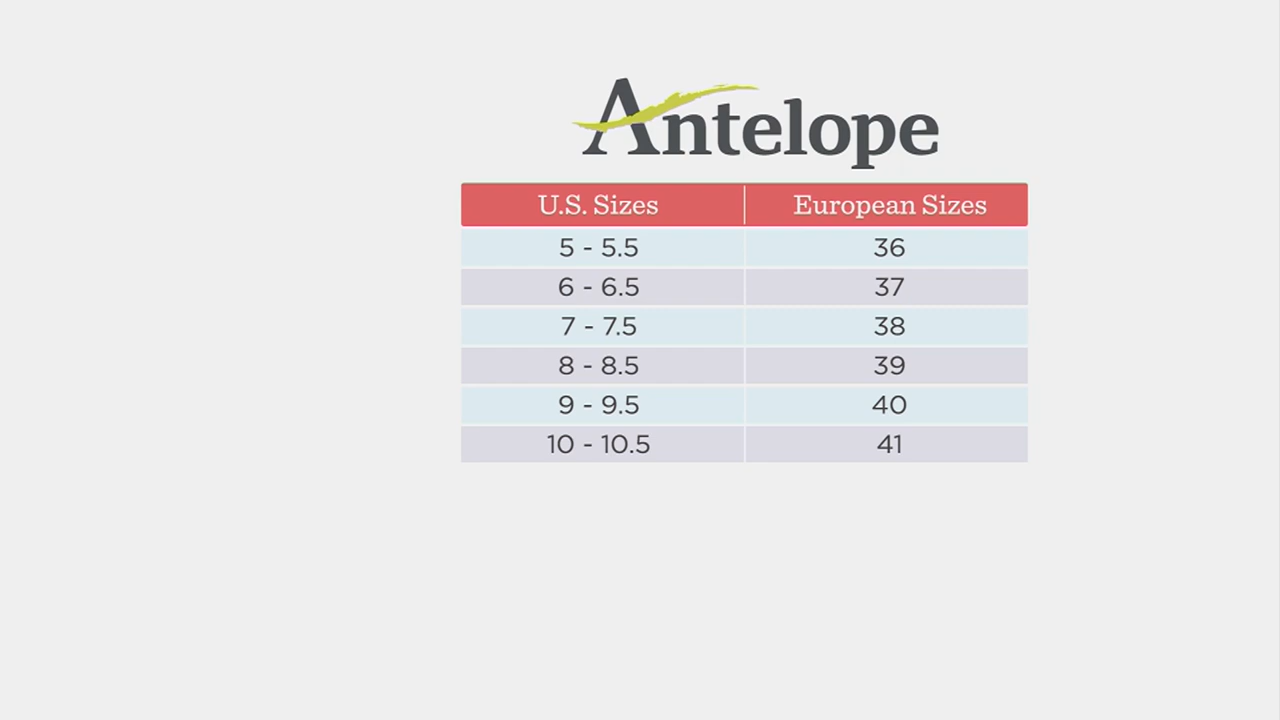 Antelope
U.S. Sizes European Sizes
5 - 5.5 36
6 - 6.5 37
7 - 7.5 38
8 - 8.5 39
9 - 9.5 40
10 - 10.5 41